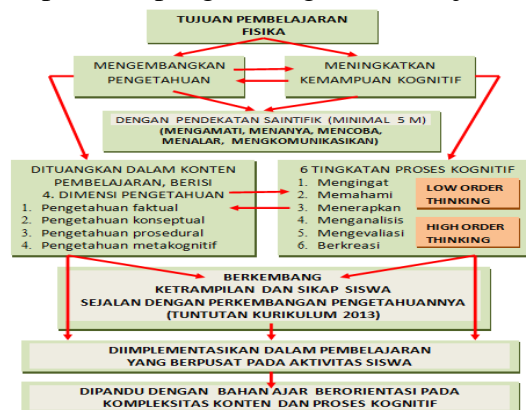 TUJUAN PEMBELAJARAN
FISIKA
MENGEMBANGKAN
PENGETAHUAN
MENINGKATKAN
KEMAMPUAN KOGNITIF
DENGAN PENDEKATAN SAINTIFIK (MINIMAL 5 M)
(MENGAMATI, MENANYA, MENCOBA,
MENALAR, MENGKOMUNIKASIKAN)
DITUANGKAN DALAM KONTEN
PEMBELAJARAN, BERISI
4. DIMENSI PENGETAHUAN
1. Pengetahuan faktual
2. Pengetahuan konseptual
3. Pengetahuan prosedural
4. Pengetahuan metakognitif
6 TINGKATAN PROSES KOGNITIF
1. Mengingat
2. Memahami
3. Menerapkan
4. Menganalisis
5. Mengevaliasi
6. Berkreasi
LOW ORDER
THINKING
HIGH ORDER
THINKING
BERKEMBANG
KETRAMPILAN DAN SIKAP SISWA
SEJALAN DENGAN PERKEMBANGAN PENGETAHUANNYA
(TUNTUTAN KURIKULUM 2013)
DIIMPLEMENTASIKAN DALAM PEMBELAJARAN
YANG BERPUSAT PADA AKTIVITAS SISWA
DIPANDU DENGAN BAHAN AJAR BERORIENTASI PADA
KOMPLEKSITAS KONTEN DAN PROSES KOGNITIF